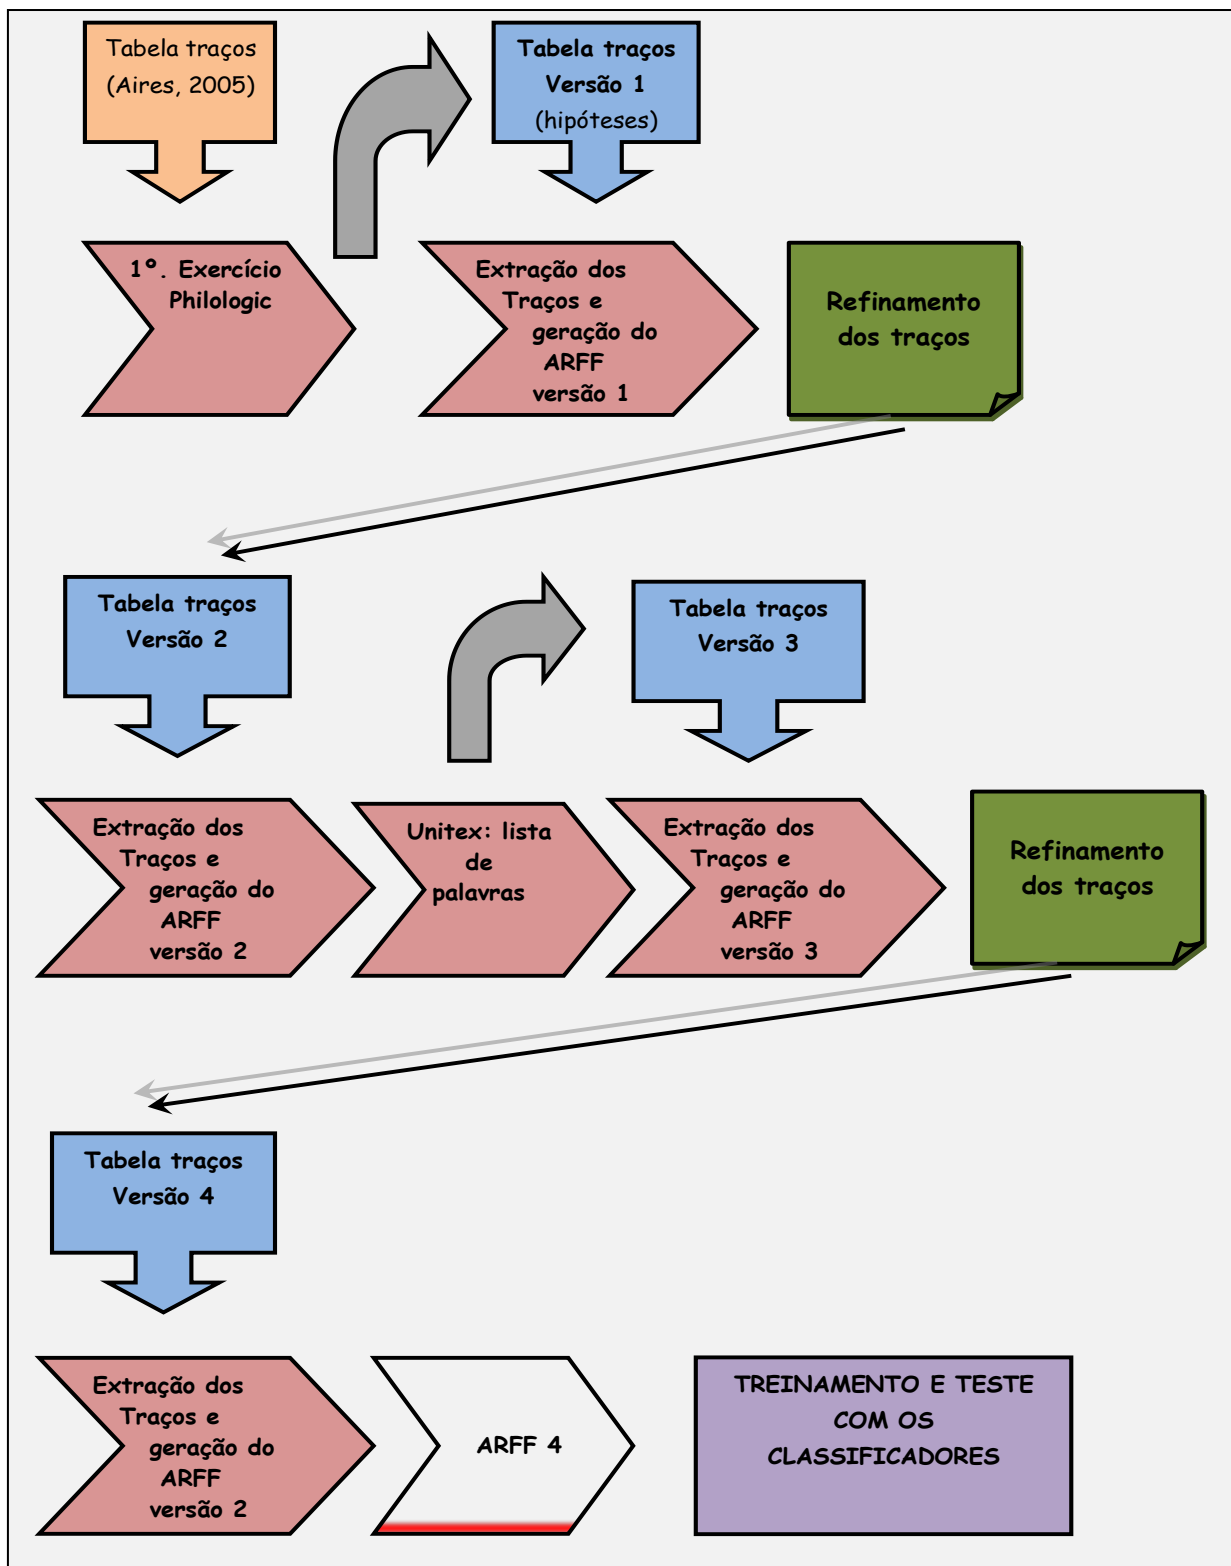 Tabela traços
(Aires, 2005)
Tabela traços
Versão 1
(hipóteses)
1º. Exercício
Philologic
Extração dos
Traços e
geração do
ARFF
versão 1
Refinamento
dos traços
Tabela traços
Versão 2
Tabela traços
Versão 3
Extração dos
Traços e
geração do
ARFF
versão 2
Unitex: lista
de
palavras
Extração dos
Traços e
geração do
ARFF
versão 3
Refinamento
dos traços
Tabela traços
Versão 4
Extração dos
Traços e
geração do
ARFF
versão 2
ARFF 4
TREINAMENTO E TESTE
COM OS
CLASSIFICADORES